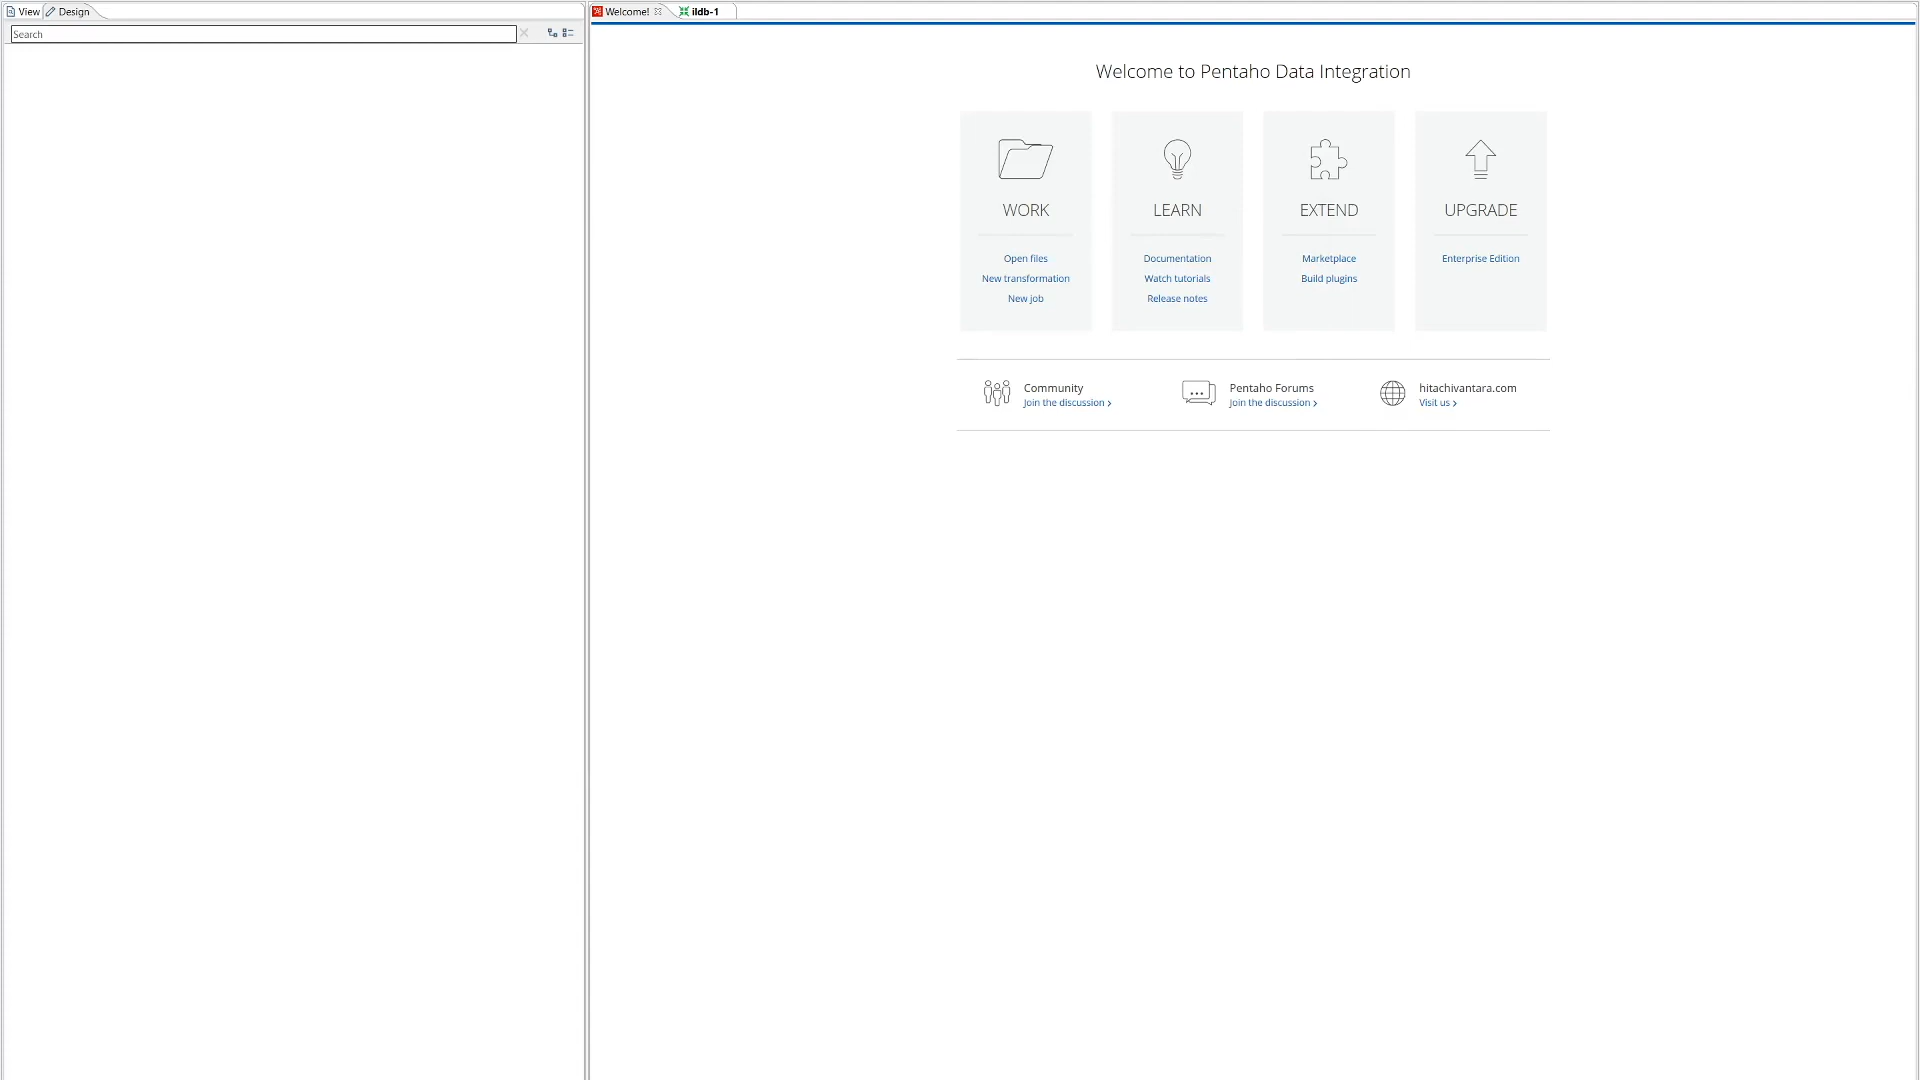 View Design
Search
Welcome! ildb-1
Welcome to Pentaho Data Integration
WORK
Open files
New transformation
New job
LEARN
Documentation
Watch tutorials
Release notes
EXTEND
Marketplace
Build plugins
UPGRADE
Enterprise Edition
Community
Join the discussion
Pentaho Forums
Join the discussion
hitachivantara.com
Visit us